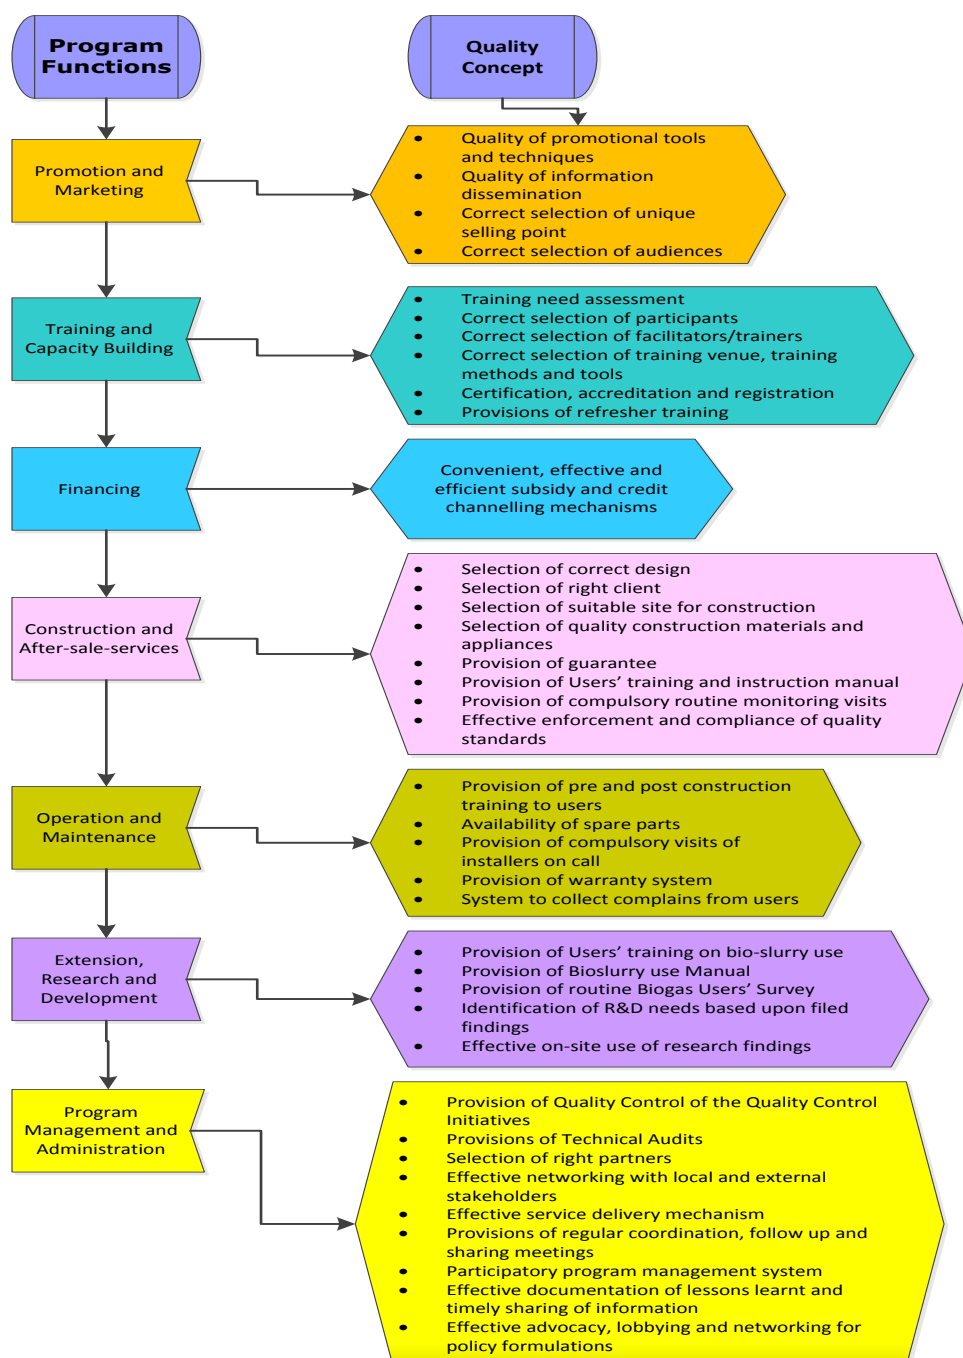 Program
Functions
Quality
Concept
Promotion and
Marketing
• Quality of promotional tools
and techniques
• Quality of information
dissemination
• Correct selection of unique
selling point
• Correct selection of audiences
Training and
Capacity Building
• Training need assessment
• Correct selection of participants
• Correct selection of facilitators/trainers
• Correct selection of training venue, training
methods and tools
• Certification, accreditation and registration
• Provisions of refresher training
Financing
Convenient, effective and
efficient subsidy and credit
channelling mechanisms
Construction and
After-sale-services
• Selection of correct design
• Selection of right client
• Selection of suitable site for construction
• Selection of quality construction materials and
appliances
• Provision of guarantee
• Provision of Users’ training and instruction manual
• Provision of compulsory routine monitoring visits
• Effective enforcement and compliance of quality
standards
Operation and
Maintenance
• Provision of pre and post construction
training to users
• Availability of spare parts
• Provision of compulsory visits of
installers on call
• Provision of warranty system
• System to collect complains from users
Extension,
Research and
Development
• Provision of Users’ training on bio-slurry use
• Provision of Bioslurry use Manual
• Provision of routine Biogas Users’ Survey
• Identification of R&D needs based upon filed
findings
• Effective on-site use of research findings
Program
Management and
Administration
• Provision of Quality Control of the Quality Control
Initiatives
• Provisions of Technical Audits
• Selection of right partners
• Effective networking with local and external
stakeholders
• Effective service delivery mechanism
• Provisions of regular coordination, follow up and
sharing meetings
• Participatory program management system
• Effective documentation of lessons learnt and
timely sharing of information
• Effective advocacy, lobbying and networking for
policy formulations